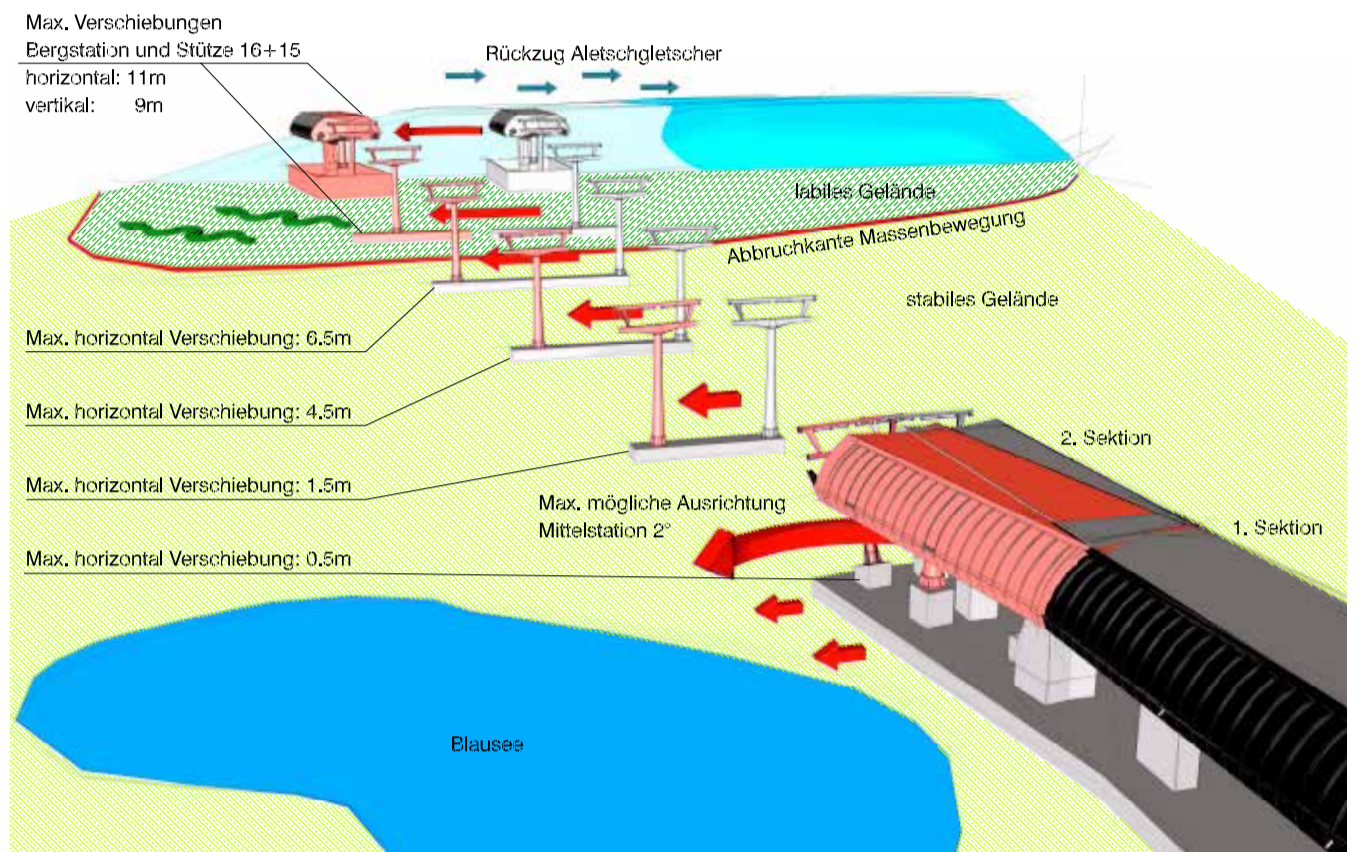 Max. Verschiebungen
Bergstation und Stütze 16+15
horizontal: 11m
vertikal: 9m
Rückzug Aletschgletscher
labiles Gelände
Abbruchkante Massenbewegung
stabiles Gelände
Max. horizontal Verschiebung: 6.5m
Max. horizontal Verschiebung: 4.5m
Max. horizontal Verschiebung: 1.5m
2. Sektion
Max. mögliche Ausrichtung
Mittelstation 2°
1. Sektion
Max. horizontal Verschiebung: 0.5m
Blausee